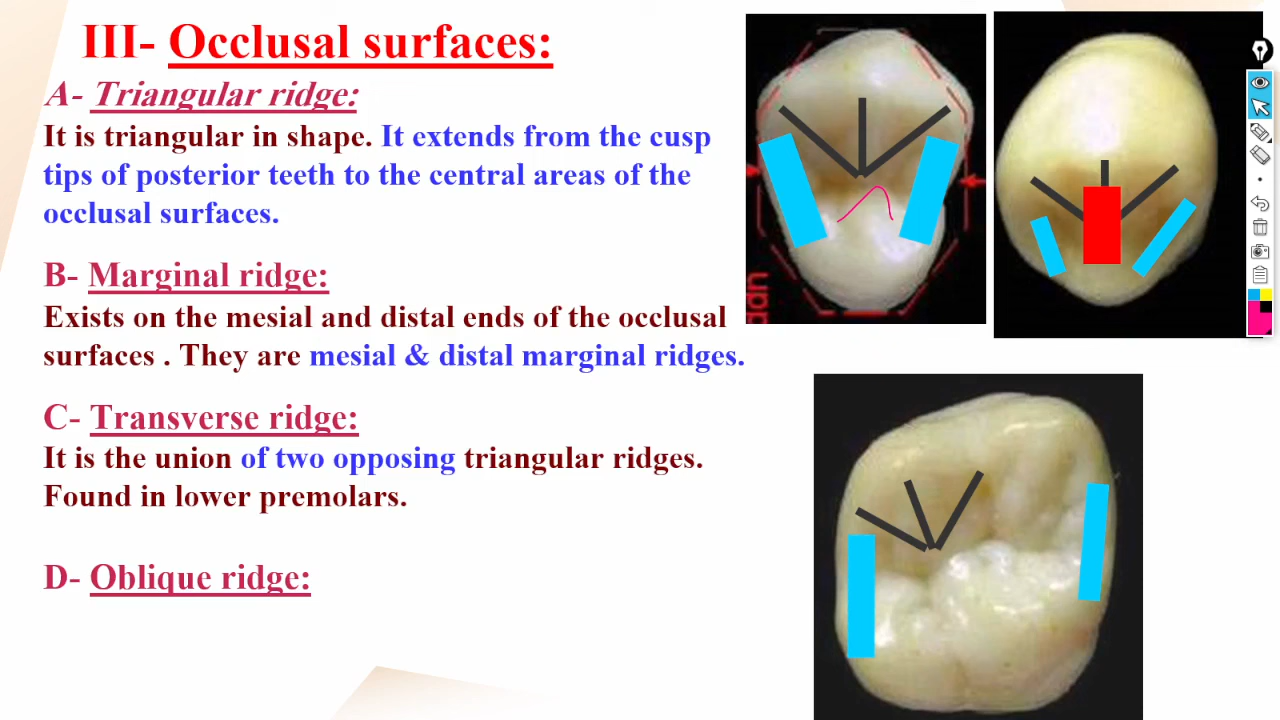 III- Occlusal surfaces:
A- Triangular ridge:
It is triangular in shape. It extends from the cusp
tips of posterior teeth to the central areas of the
occlusal surfaces.
B- Marginal ridge:
Exists on the mesial and distal ends of the occlusal
surfaces . They are mesial & distal marginal ridges.
C- Transverse ridge:
It is the union of two opposing triangular ridges.
Found in lower premolars.
D- Oblique ridge: